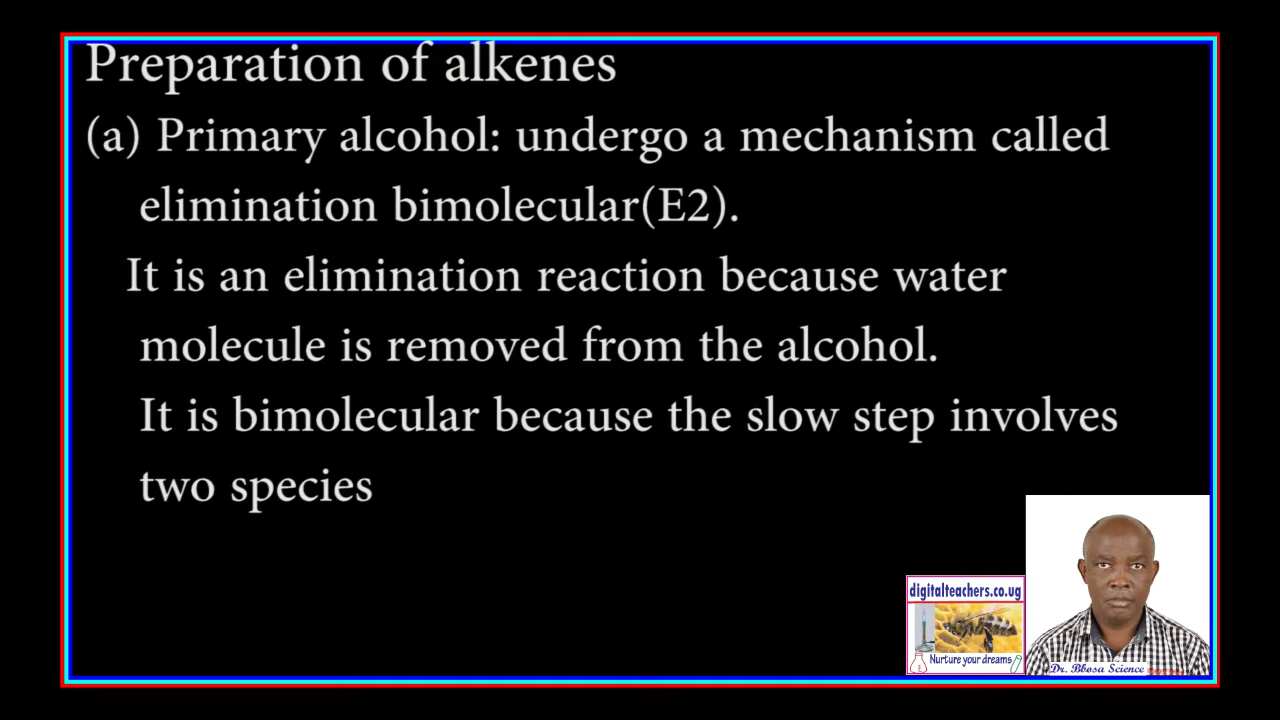 Preparation of alkenes
(a) Primary alcohol: undergo a mechanism called
elimination bimolecular(E2).
It is an elimination reaction because water
molecule is removed from the alcohol.
It is bimolecular because the slow step involves
two species
digitalteachers.co.ug
Nurture your dreams
Dr. Bbosa Science